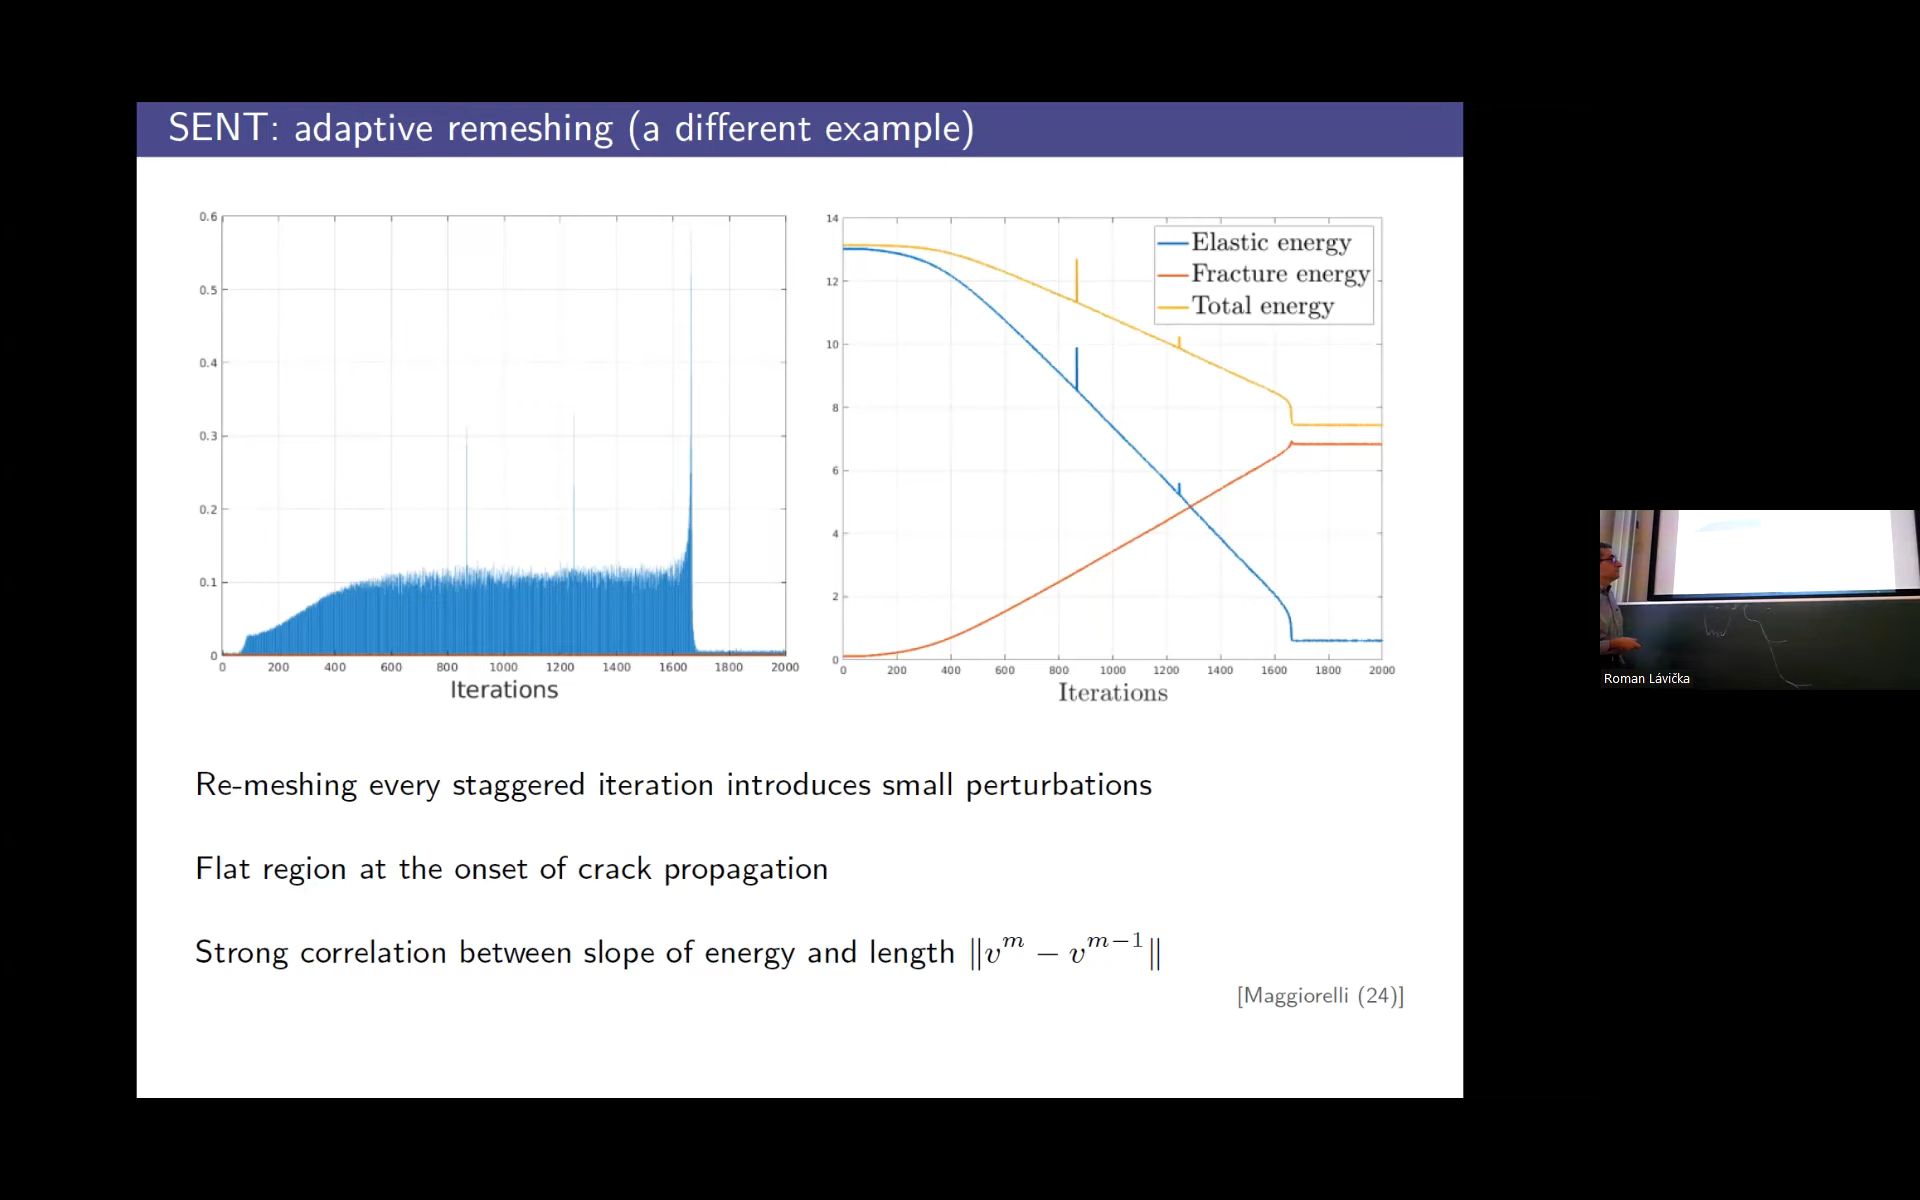 SENT: adaptive remeshing (a different example)
0.6
0.5
0.4
0.3
0.2
0.1
0
0 200 400 600 800 1000 1200 1400 1600 1800 2000
Iterations
14
12
10
8
6
4
2
0
0 200 400 600 800 1000 1200 1400 1600 1800 2000
Iterations
Elastic energy
Fracture energy
Total energy
Re-meshing every staggered iteration introduces small perturbations
Flat region at the onset of crack propagation
Strong correlation between slope of energy and length ‖v^m − v^{m−1}‖
[Maggiorelli (24)]
Roman Lávička